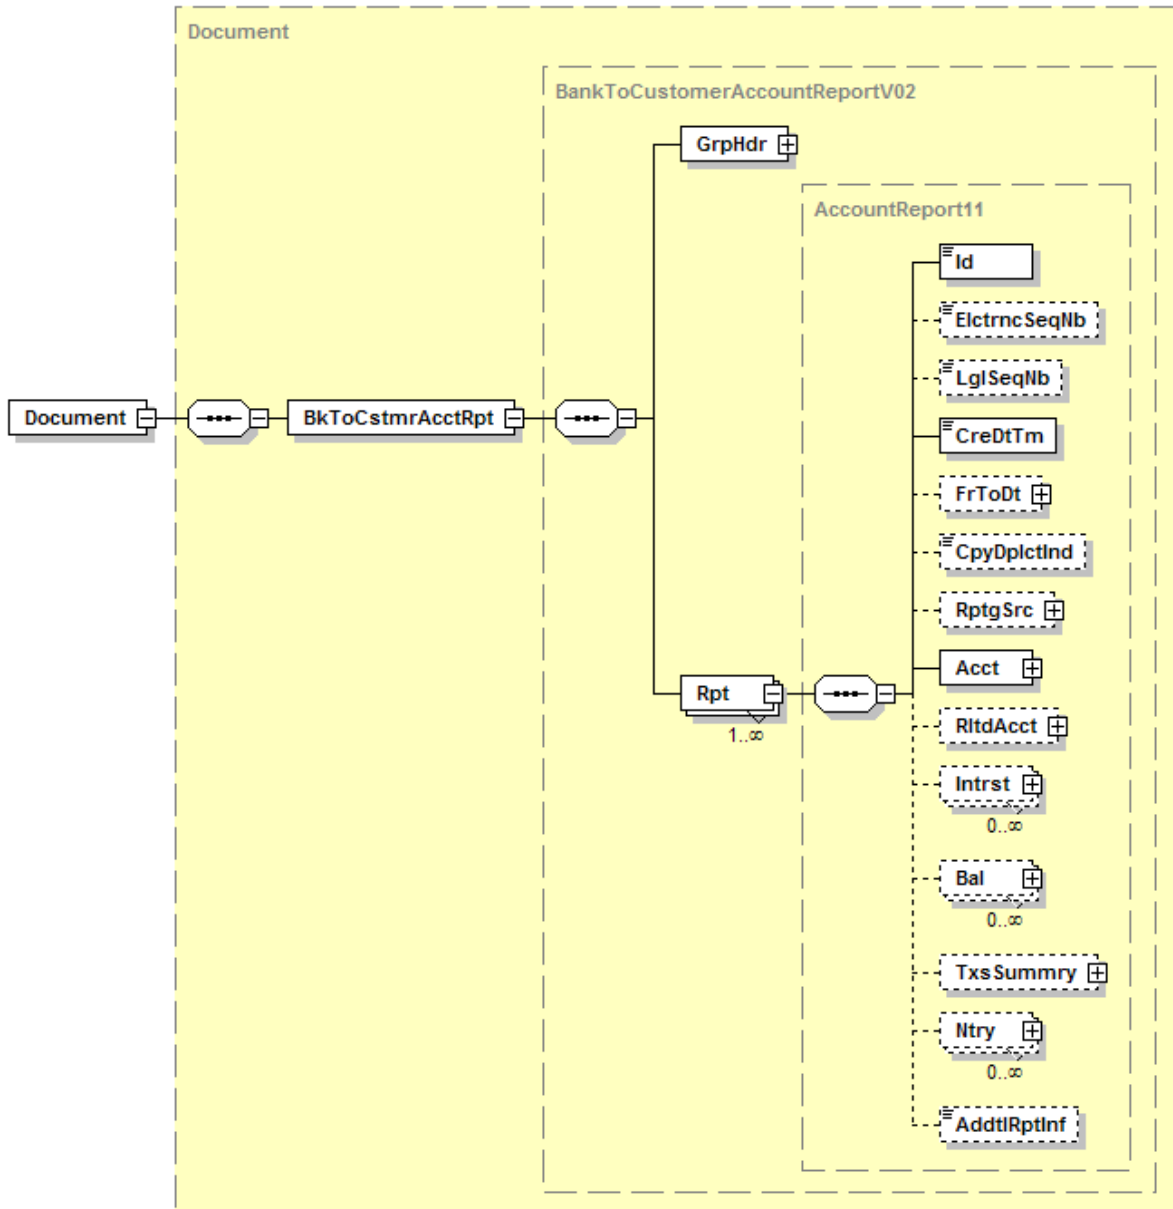 Document
BankToCustomerAccountReportV02
GrpHdr
AccountReport11
Id
ElctrncSeqNb
LglSeqNb
Document
BkToCstmrAcctRpt
CreDtTm
FrToDt
CpyDplctInd
RptgSrc
Acct
Rpt
1..∞
RltdAcct
Intrst
0..∞
Bal
0..∞
TxsSummry
Ntry
0..∞
AddtlRptInf